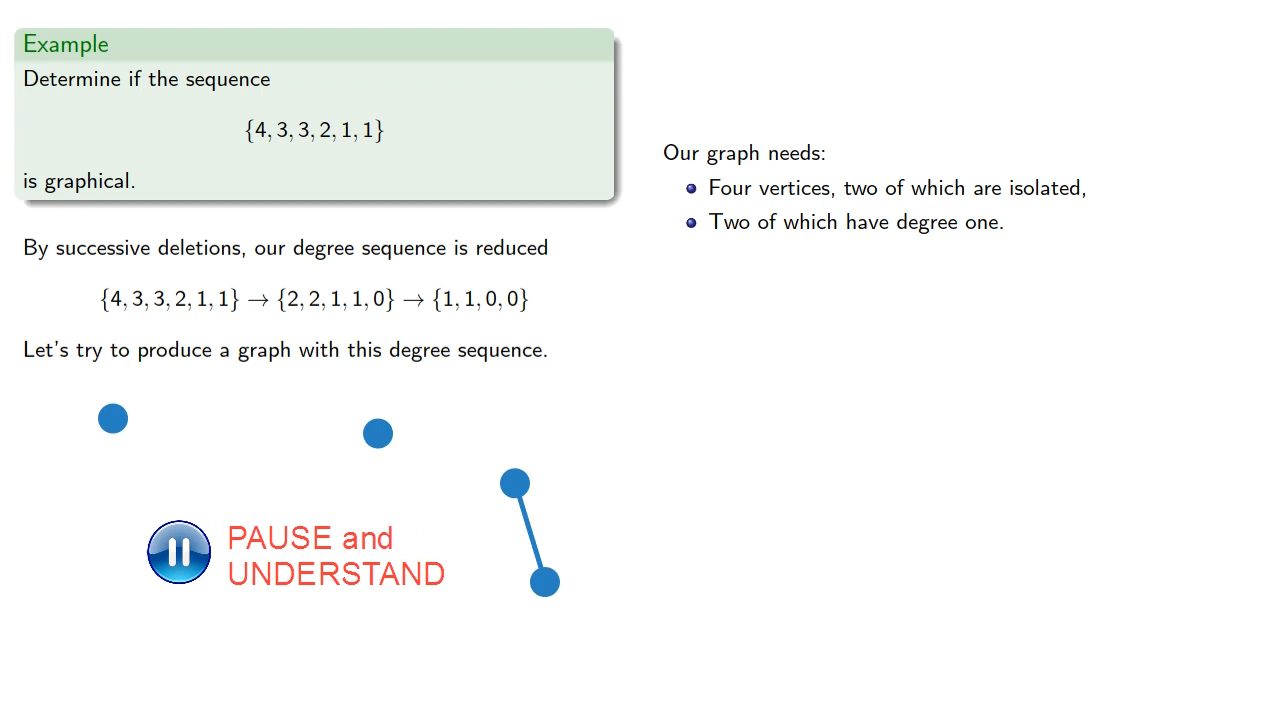 Example
Determine if the sequence
{4, 3, 3, 2, 1, 1}
is graphical.
By successive deletions, our degree sequence is reduced
{4, 3, 3, 2, 1, 1} → {2, 2, 1, 1, 0} → {1, 1, 0, 0}
Let's try to produce a graph with this degree sequence.
PAUSE and
UNDERSTAND
Our graph needs:
Four vertices, two of which are isolated,
Two of which have degree one.